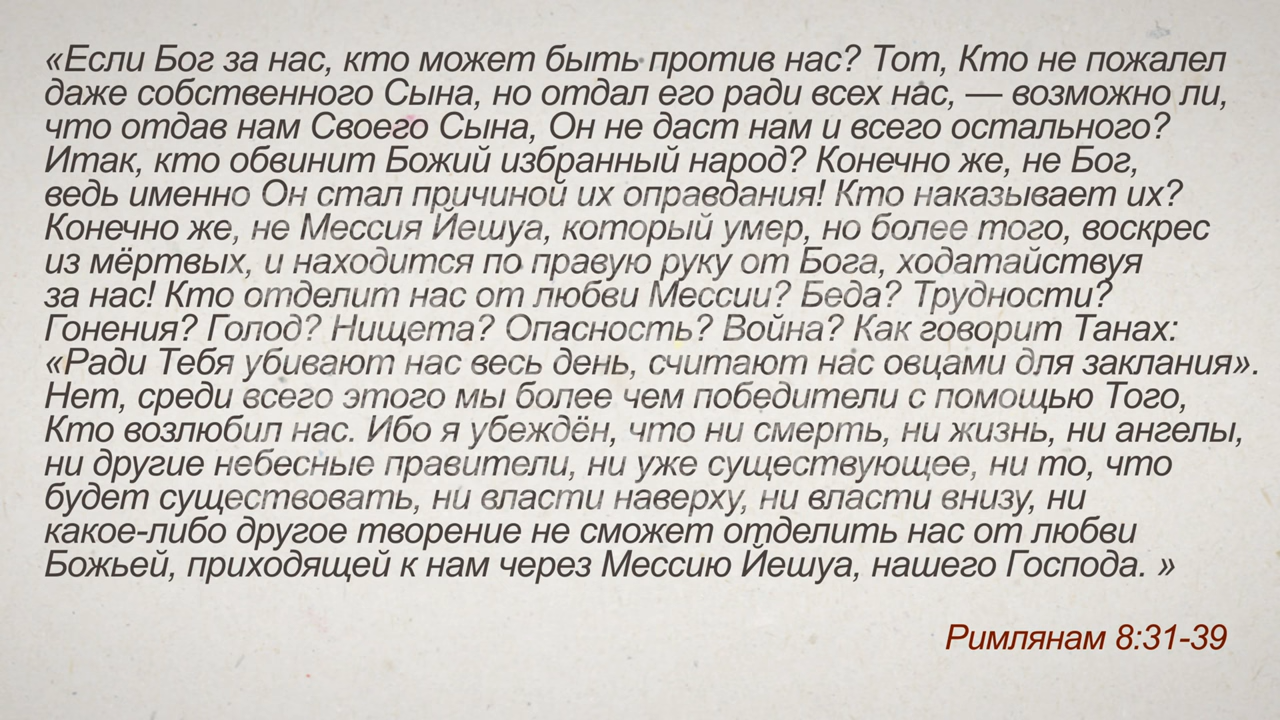 «Если Бог за нас, кто может быть против нас? Тот, Кто не пожалел
даже собственного Сына, но отдал его ради всех нас, — возможно ли,
что отдав нам Своего Сына, Он не даст нам и всего остального?
Итак, кто обвинит Божий избранный народ? Конечно же, не Бог,
ведь именно Он стал причиной их оправдания! Кто наказывает их?
Конечно же, не Мессия Йешуа, который умер, но более того, воскрес
из мёртвых, и находится по правую руку от Бога, ходатайствуя
за нас! Кто отделит нас от любви Мессии? Беда? Трудности?
Гонения? Голод? Нищета? Опасность? Война? Как говорит Танах:
«Ради Тебя убивают нас весь день, считают нас овцами для заклания».
Нет, среди всего этого мы более чем победители с помощью Того,
Кто возлюбил нас. Ибо я убеждён, что ни смерть, ни жизнь, ни ангелы,
ни другие небесные правители, ни уже существующее, ни то, что
будет существовать, ни власти наверху, ни власти внизу, ни
какое-либо другое творение не сможет отделить нас от любви
Божьей, приходящей к нам через Мессию Йешуа, нашего Господа. »
Римлянам 8:31-39